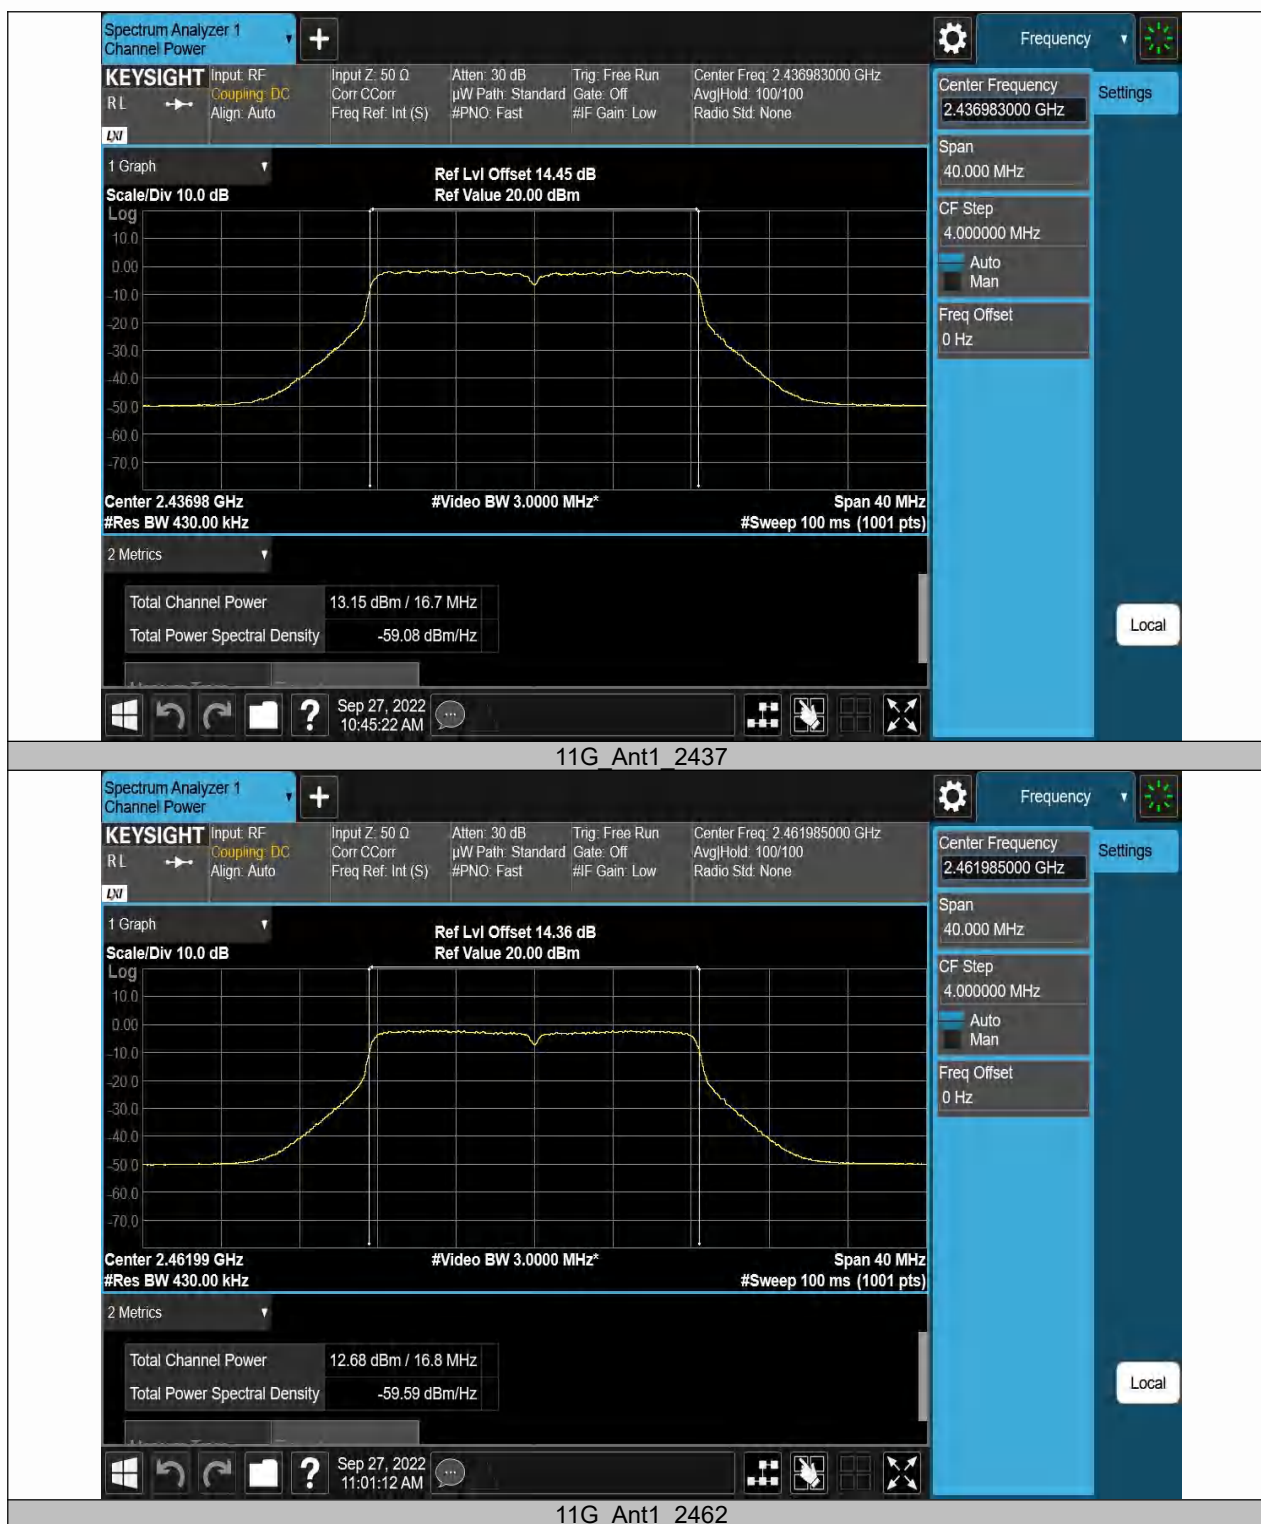 Spectrum Analyzer 1
Channel Power
+
Frequency
KEYSIGHT
R L
LXI
Input: RF
Coupling: DC
Align: Auto
Input Z: 50 Ω
Corr CCorr
Freq Ref: Int (S)
Atten: 30 dB
µW Path: Standard
#PNO: Fast
Trig: Free Run
Gate: Off
#IF Gain: Low
Center Freq: 2.436983000 GHz
Avg|Hold: 100/100
Radio Std: None
Center Frequency
2.436983000 GHz
Settings
Span
40.000 MHz
CF Step
4.000000 MHz
Auto
Man
Freq Offset
0 Hz
Local
1 Graph
Scale/Div 10.0 dB
Ref Lvl Offset 14.45 dB
Ref Value 20.00 dBm
Log
10.0
0.00
-10.0
-20.0
-30.0
-40.0
-50.0
-60.0
-70.0
Center 2.43698 GHz
#Video BW 3.0000 MHz*
Span 40 MHz
#Res BW 430.00 kHz
#Sweep 100 ms (1001 pts)
2 Metrics
Total Channel Power 13.15 dBm / 16.7 MHz
Total Power Spectral Density -59.08 dBm/Hz
?
Sep 27, 2022
10:45:22 AM
11G_Ant1_2437
Spectrum Analyzer 1
Channel Power
+
Frequency
KEYSIGHT
R L
LXI
Input: RF
Coupling: DC
Align: Auto
Input Z: 50 Ω
Corr CCorr
Freq Ref: Int (S)
Atten: 30 dB
µW Path: Standard
#PNO: Fast
Trig: Free Run
Gate: Off
#IF Gain: Low
Center Freq: 2.461985000 GHz
Avg|Hold: 100/100
Radio Std: None
Center Frequency
2.461985000 GHz
Settings
Span
40.000 MHz
CF Step
4.000000 MHz
Auto
Man
Freq Offset
0 Hz
Local
1 Graph
Scale/Div 10.0 dB
Ref Lvl Offset 14.36 dB
Ref Value 20.00 dBm
Log
10.0
0.00
-10.0
-20.0
-30.0
-40.0
-50.0
-60.0
-70.0
Center 2.46199 GHz
#Video BW 3.0000 MHz*
Span 40 MHz
#Res BW 430.00 kHz
#Sweep 100 ms (1001 pts)
2 Metrics
Total Channel Power 12.68 dBm / 16.8 MHz
Total Power Spectral Density -59.59 dBm/Hz
?
Sep 27, 2022
11:01:12 AM
11G_Ant1_2462